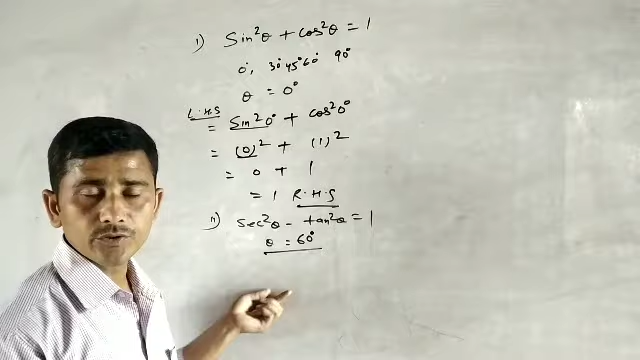 i) Sin²θ + cos²θ = 1
0°, 30° 45° 60° 90°
θ = 0°
L.H.S
= Sin²0° + cos²0°
= (0)² + (1)²
= 0 + 1
= 1 R.H.S
ii) sec²θ - tan²θ = 1
θ = 60°